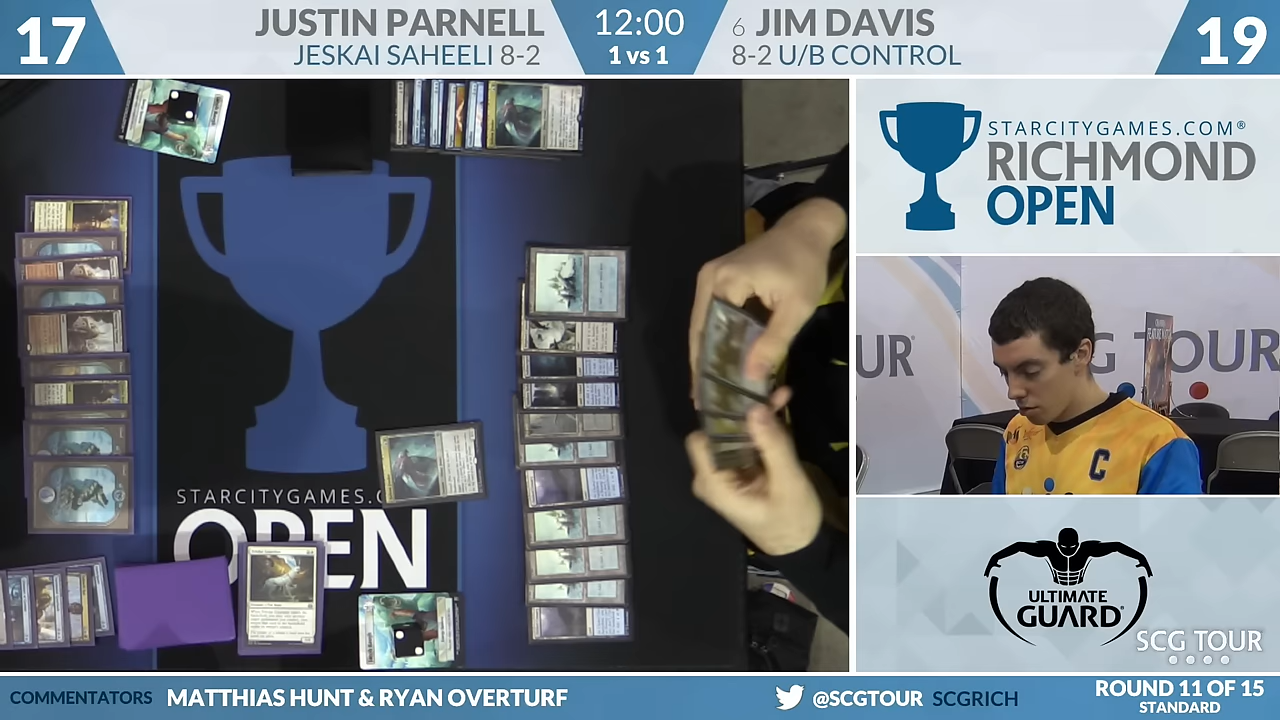 17
JUSTIN PARNELL
JESKAI SAHEELI 8-2
12:00
1 vs 1
6 JIM DAVIS
8-2 U/B CONTROL
19
STARCITYGAMES.COM®
RICHMOND
OPEN
STARCITYGAMES.C
OPEN
UR
G TOUR
C
ULTIMATE
GUARD
SCG TOUR
COMMENTATORS MATTHIAS HUNT & RYAN OVERTURF
@SCGTOUR SCGRICH
ROUND 11 OF 15
STANDARD